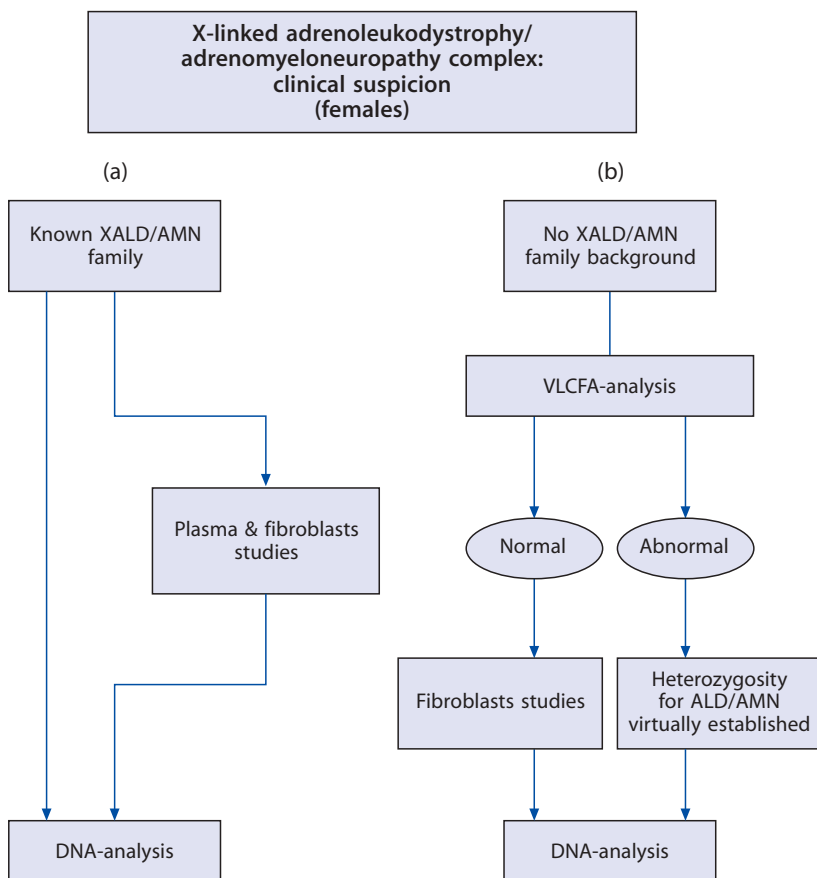 X-linked adrenoleukodystrophy/
adrenomyeloneuropathy complex:
clinical suspicion
(females)
(a)
Known XALD/AMN
family
Plasma & fibroblasts
studies
DNA-analysis
(b)
No XALD/AMN
family background
VLCFA-analysis
Normal
Abnormal
Fibroblasts studies
Heterozygosity
for ALD/AMN
virtually established
DNA-analysis